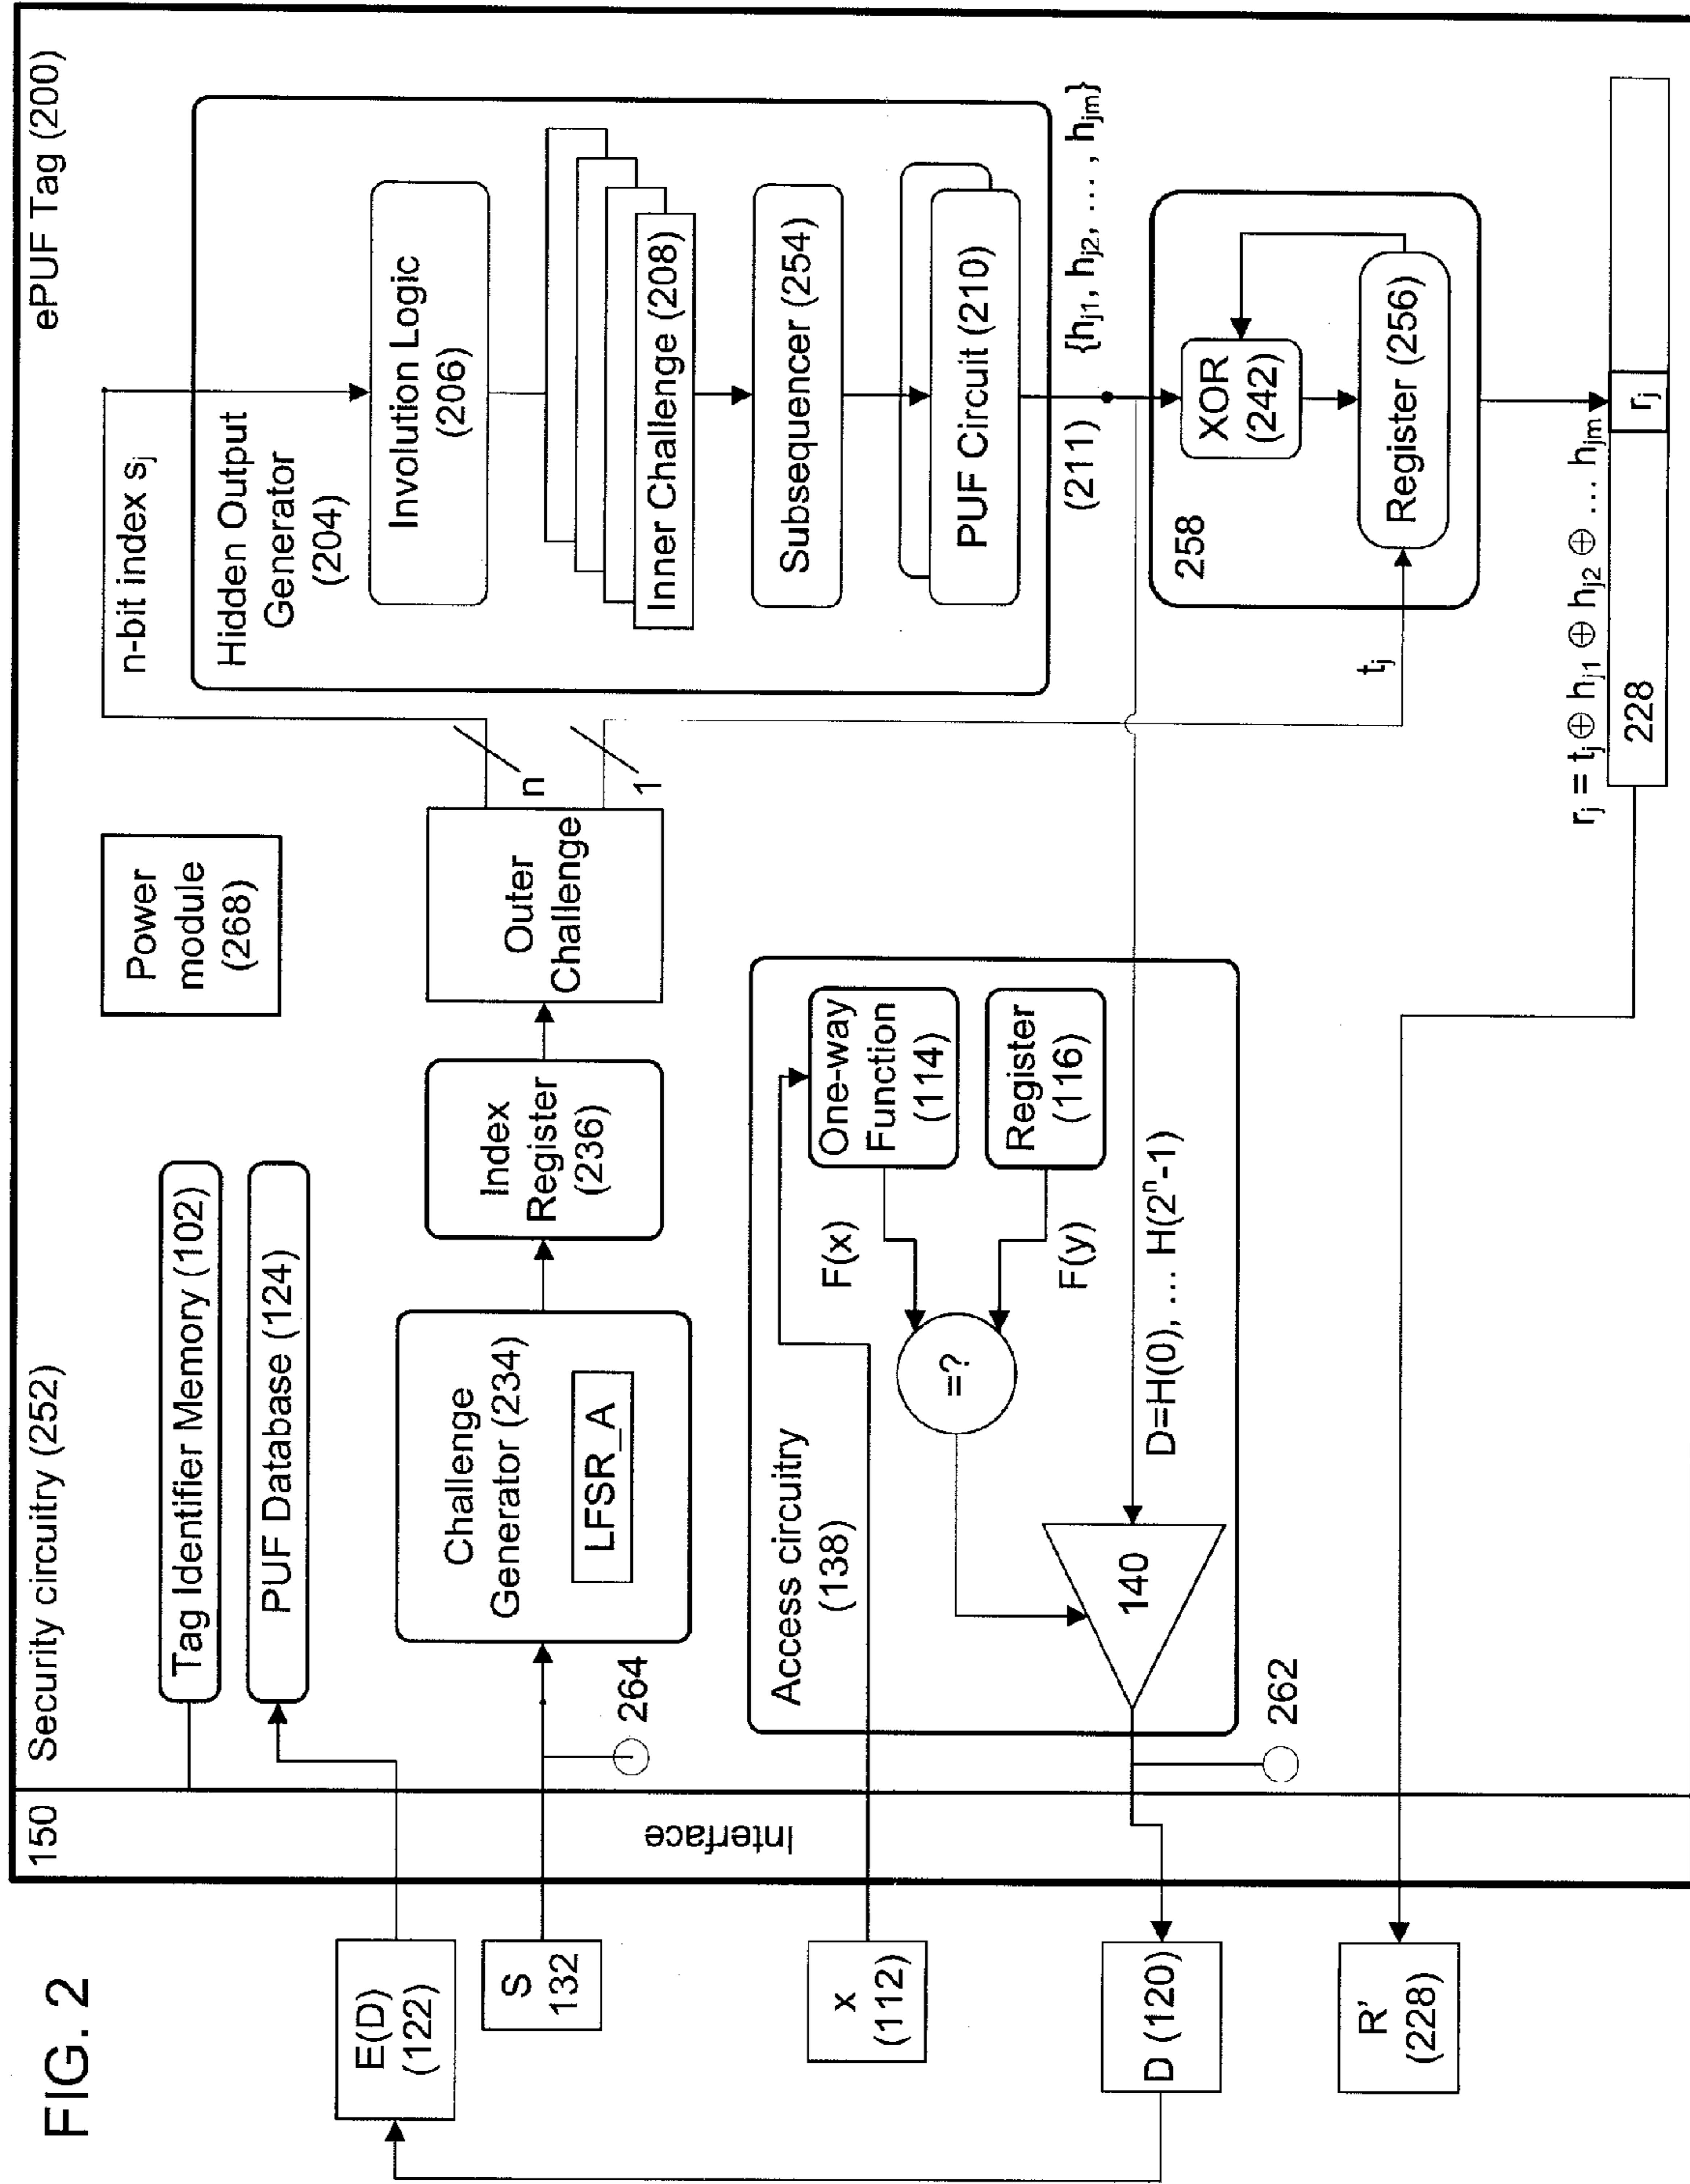 FIG. 2
150
Security circuitry (252)
ePUF Tag (200)
Interface
E(D)
(122)
S
132
x
(112)
D (120)
R'
(228)
Tag Identifier Memory (102)
PUF Database (124)
Challenge
Generator (234)
LFSR_A
264
Index
Register
(236)
Power
module
(268)
Outer
Challenge
n
1
n-bit index sⱼ
Hidden Output
Generator
(204)
Involution Logic
(206)
Inner Challenge (208)
Subsequencer (254)
PUF Circuit (210)
(211)
{hⱼ₁, hⱼ₂, … , hⱼₘ}
Access circuitry
(138)
One-way
Function
(114)
Register
(116)
F(x)
F(y)
=?
140
D=H(0), … H(2ⁿ-1)
262
tⱼ
258
XOR
(242)
Register (256)
rⱼ = tⱼ ⊕ hⱼ₁ ⊕ hⱼ₂ ⊕ … hⱼₘ
228
rⱼ